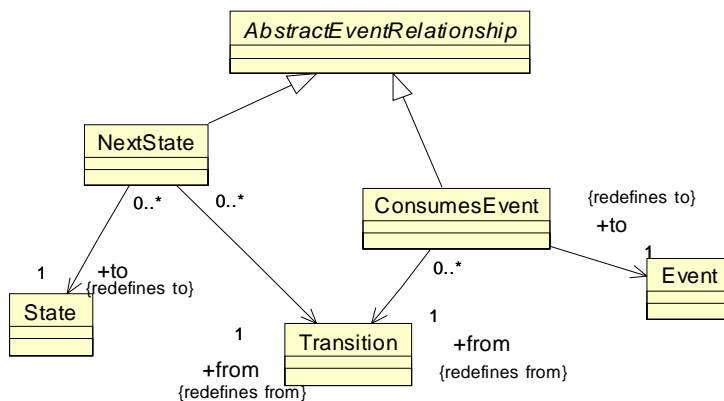 AbstractEventRelationship
NextState
0..*
0..*
ConsumesEvent
{redefines to}
+to
1
0..*
1
+to
{redefines to}
Event
State
1
+from
{redefines from}
Transition
1
+from
{redefines from}